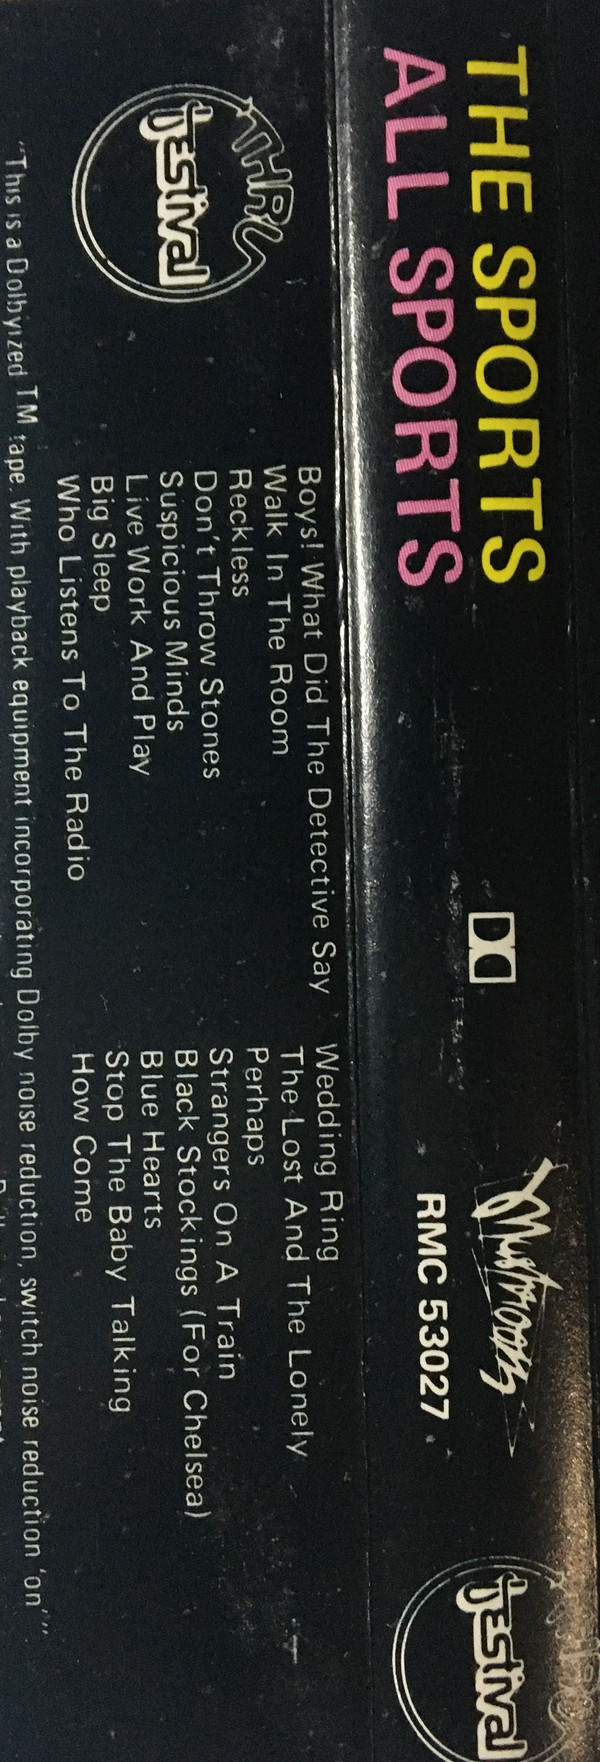 THE SPORTS
ALL SPORTS
Mushroom
RMC 53027
Festival
THRU
Festival
Boys! What Did The Detective Say
Walk In The Room
Reckless
Don't Throw Stones
Suspicious Minds
Live Work And Play
Big Sleep
Who Listens To The Radio
Wedding Ring
The Lost And The Lonely
Perhaps
Strangers On A Train
Black Stockings (For Chelsea)
Blue Hearts
Stop The Baby Talking
How Come
"This is a Dolbyized TM tape. With playback equipment incorporating Dolby noise reduction, switch noise reduction 'on'"